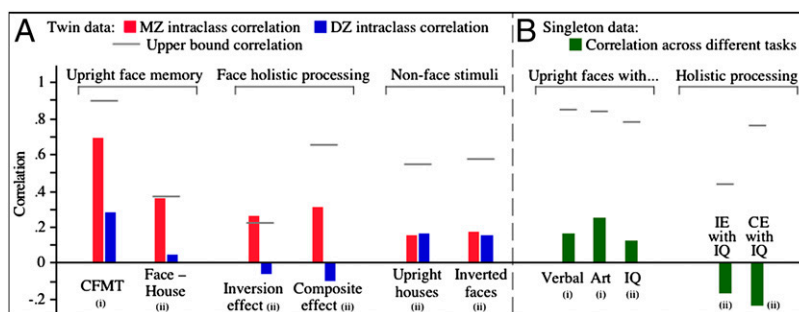 A Twin data: MZ intraclass correlation DZ intraclass correlation
Upper bound correlation
B Singleton data:
Correlation across different tasks
Upright face memory Face holistic processing Non-face stimuli
Upright faces with... Holistic processing
Correlation
1
.8
.6
.4
.2
0
-.2
CFMT
(i)
Face –
House
(ii)
Inversion
effect (ii)
Composite
effect (ii)
Upright
houses
(ii)
Inverted
faces
(ii)
Verbal
(i)
Art
(i)
IQ
(ii)
IE
with
IQ
(ii)
CE
with
IQ
(ii)